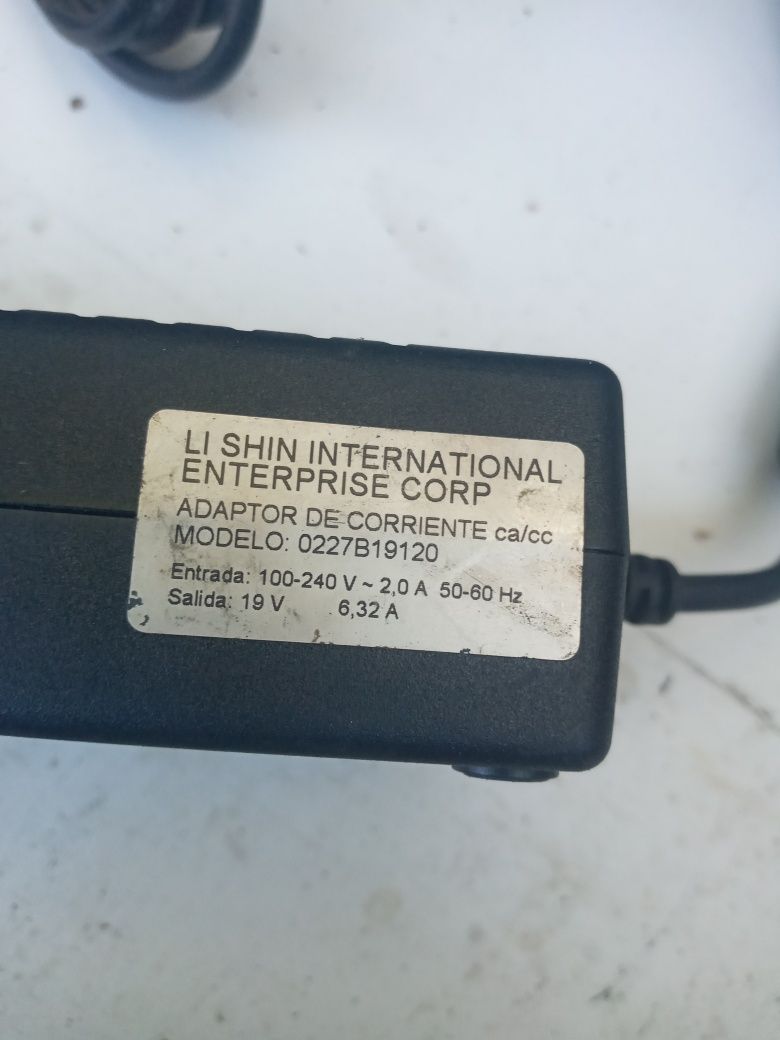 LI SHIN INTERNATIONAL
ENTERPRISE CORP
ADAPTOR DE CORRIENTE ca/cc
MODELO: 0227B19120
Entrada: 100-240 V ~ 2,0 A 50-60 Hz
Salida: 19 V 6,32 A